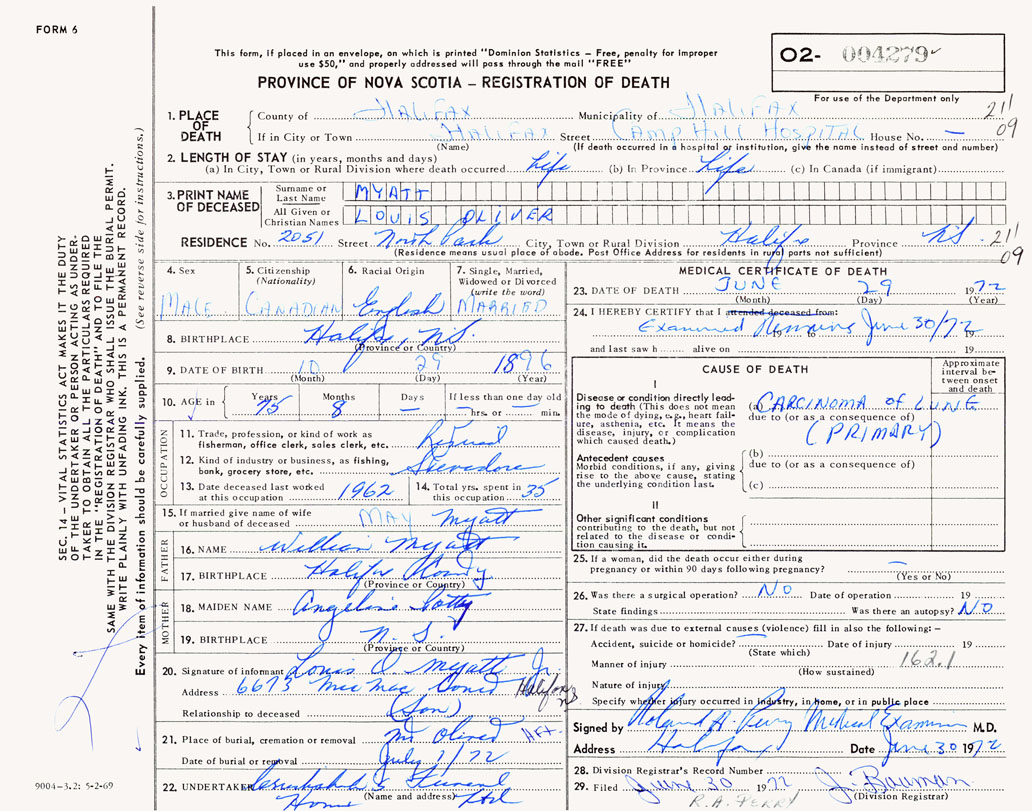 FORM 6
This form, if placed in an envelope, on which is printed "Dominion Statistics – Free, penalty for improper
use $50," and properly addressed will pass through the mail "FREE"
PROVINCE OF NOVA SCOTIA – REGISTRATION OF DEATH
O2- 004279
For use of the Department only
211
09
1. PLACE OF DEATH
County of HALIFAX Municipality of HALIFAX
If in City or Town HALIFAX Street CAMP HILL HOSPITAL House No. —
(Name) (If death occurred in a hospital or institution, give the name instead of street and number)
2. LENGTH OF STAY (in years, months and days)
(a) In City, Town or Rural Division where death occurred Life (b) In Province Life (c) In Canada (if immigrant)
3. PRINT NAME OF DECEASED
Surname or Last Name MYATT
All Given or Christian Names LOUIS OLIVER
RESIDENCE No. 2051 Street North Park City, Town or Rural Division Halifax Province N.S. 211
09
(Residence means usual place of abode. Post Office Address for residents in rural parts not sufficient)
4. Sex
MALE
5. Citizenship (Nationality)
CANADIAN
6. Racial Origin
English
7. Single, Married, Widowed or Divorced (write the word)
MARRIED
8. BIRTHPLACE Halifax, N.S.
(Province or Country)
9. DATE OF BIRTH 10 29 1896
(Month) (Day) (Year)
10. AGE in Years 75 Months 8 Days — If less than one day old — hrs. or — min.
OCCUPATION
11. Trade, profession, or kind of work as fisherman, office clerk, sales clerk, etc. Retired
12. Kind of industry or business, as fishing, bank, grocery store, etc. Stevedore
13. Date deceased last worked at this occupation 1962
14. Total yrs. spent in this occupation 35
15. If married give name of wife or husband of deceased MAY Myatt
FATHER
16. NAME William Myatt
17. BIRTHPLACE Halifax County
(Province or Country)
MOTHER
18. MAIDEN NAME Angeline
19. BIRTHPLACE N.S.
(Province or Country)
20. Signature of informant Louis O Myatt Jr.
Address 6673 Halifax
Relationship to deceased (Son)
21. Place of burial, cremation or removal Mt Olivet HFX
Date of burial or removal July 1/72
22. UNDERTAKER Cruikshank's Funeral
Home Hfx
(Name and address)
MEDICAL CERTIFICATE OF DEATH
23. DATE OF DEATH JUNE 29 1972
(Month) (Day) (Year)
24. I HEREBY CERTIFY that I attended deceased from:
Examined Remains June 30/72
19 19
and last saw h alive on 19
CAUSE OF DEATH
Approximate interval between onset and death
I
Disease or condition directly leading to death (This does not mean the mode of dying, e.g., heart failure, asthenia, etc. It means the disease, injury, or complication which caused death.)
(a) CARCINOMA of LUNG
due to (or as a consequence of)
(PRIMARY)
Antecedent causes
Morbid conditions, if any, giving rise to the above cause, stating the underlying condition last.
(b)
due to (or as a consequence of)
(c)
II
Other significant conditions
contributing to the death, but not related to the disease or condition causing it.
25. If a woman, did the death occur either during
pregnancy or within 90 days following pregnancy? —
(Yes or No)
26. Was there a surgical operation? NO Date of operation 19
State findings Was there an autopsy? NO
27. If death was due to external causes (violence) fill in also the following: –
Accident, suicide or homicide? Date of injury 19
(State which)
Manner of injury 162.1
(How sustained)
Nature of injury
Specify whether injury occurred in industry, in home, or in public place
Signed by Roland A. Perry Medical Examiner M.D.
Address Halifax Date June 30 1972
28. Division Registrar's Record Number
29. Filed June 30 1972 J. Bauman
R.A. PERRY (Division Registrar)
SEC. 14 – VITAL STATISTICS ACT MAKES IT THE DUTY
OF THE UNDERTAKER OR PERSON ACTING AS UNDER-
TAKER TO OBTAIN ALL THE PARTICULARS REQUIRED
IN THE "REGISTRATION OF DEATH" AND TO FILE THE
SAME WITH THE DIVISION REGISTRAR WHO SHALL ISSUE THE BURIAL PERMIT.
WRITE PLAINLY WITH UNFADING INK. THIS IS A PERMANENT RECORD.
Every item of information should be carefully supplied. (See reverse side for instructions.)
9004-3.2: 5-2-69